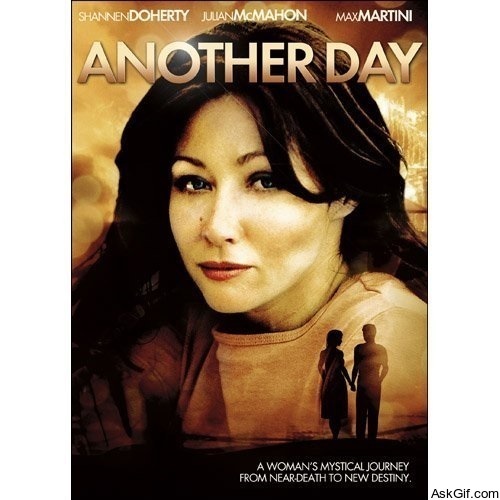 SHANNEN DOHERTY JULIAN McMAHON MAX MARTINI
ANOTHER DAY
A WOMAN'S MYSTICAL JOURNEY
FROM NEAR-DEATH TO NEW DESTINY.
AskGif.com